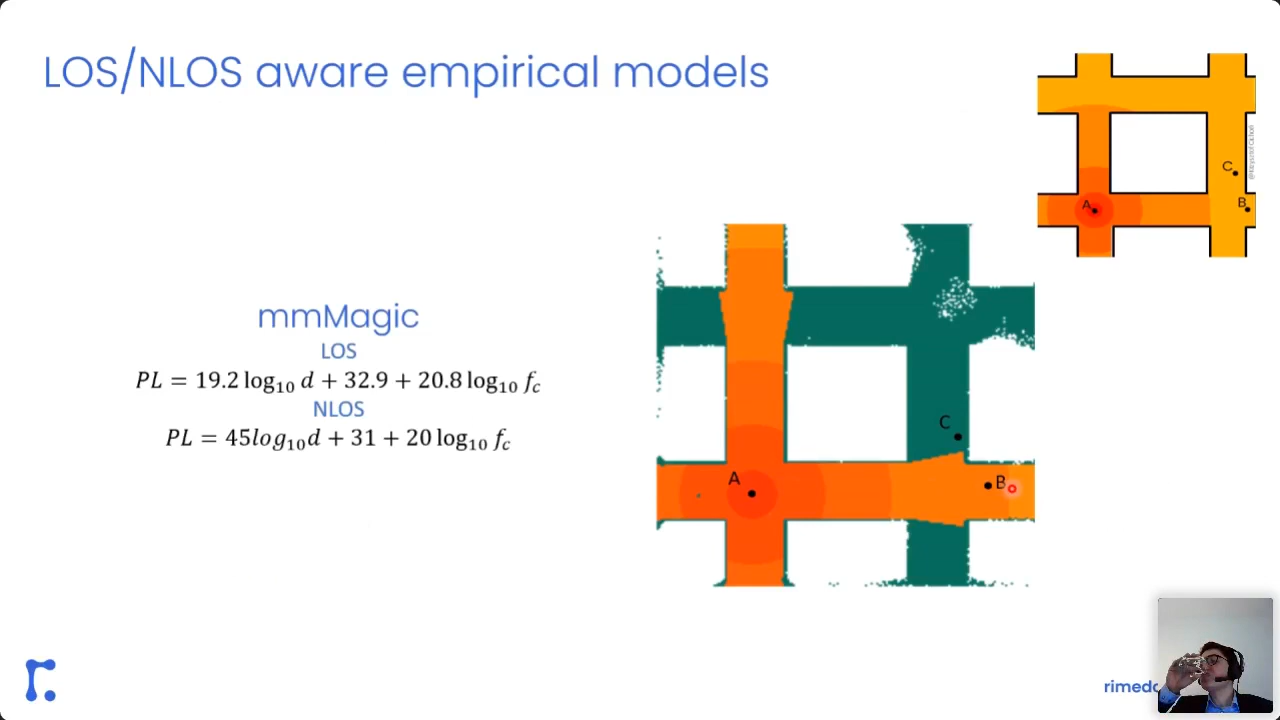 LOS/NLOS aware empirical models
C
A
B
mmMagic
LOS
PL = 19.2 log₁₀ d + 32.9 + 20.8 log₁₀ f_c
NLOS
PL = 45log₁₀d + 31 + 20 log₁₀ f_c
C
A
B
r.
rimedo